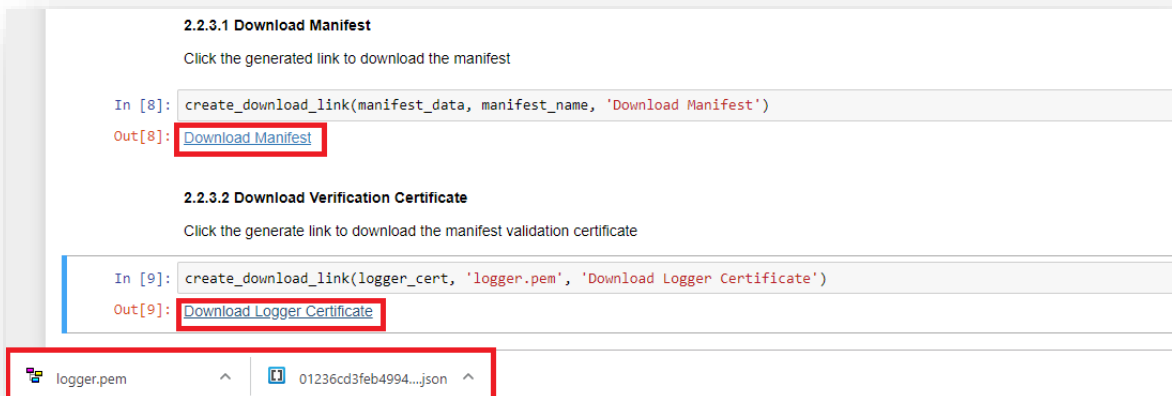 2.2.3.1 Download Manifest
Click the generated link to download the manifest
In [8]: create_download_link(manifest_data, manifest_name, 'Download Manifest')
Out[8]: Download Manifest
2.2.3.2 Download Verification Certificate
Click the generate link to download the manifest validation certificate
In [9]: create_download_link(logger_cert, 'logger.pem', 'Download Logger Certificate')
Out[9]: Download Logger Certificate
logger.pem 01236cd3feb4994....json